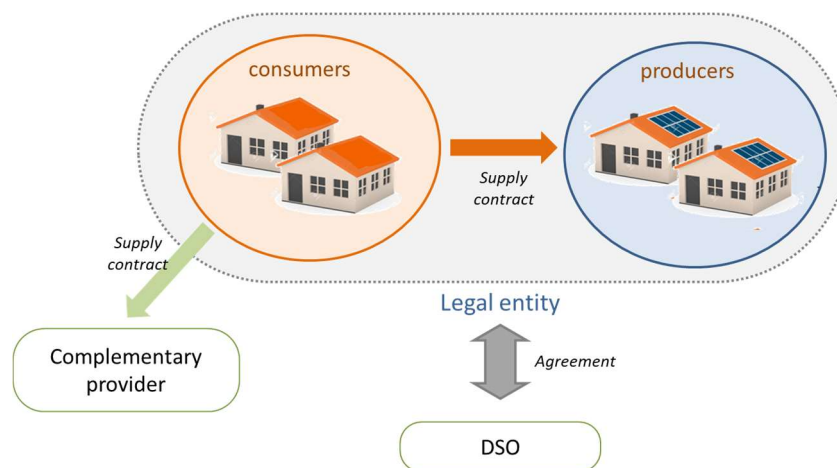 consumers
producers
Supply
contract
Supply
contract
Legal entity
Complementary
provider
Agreement
DSO